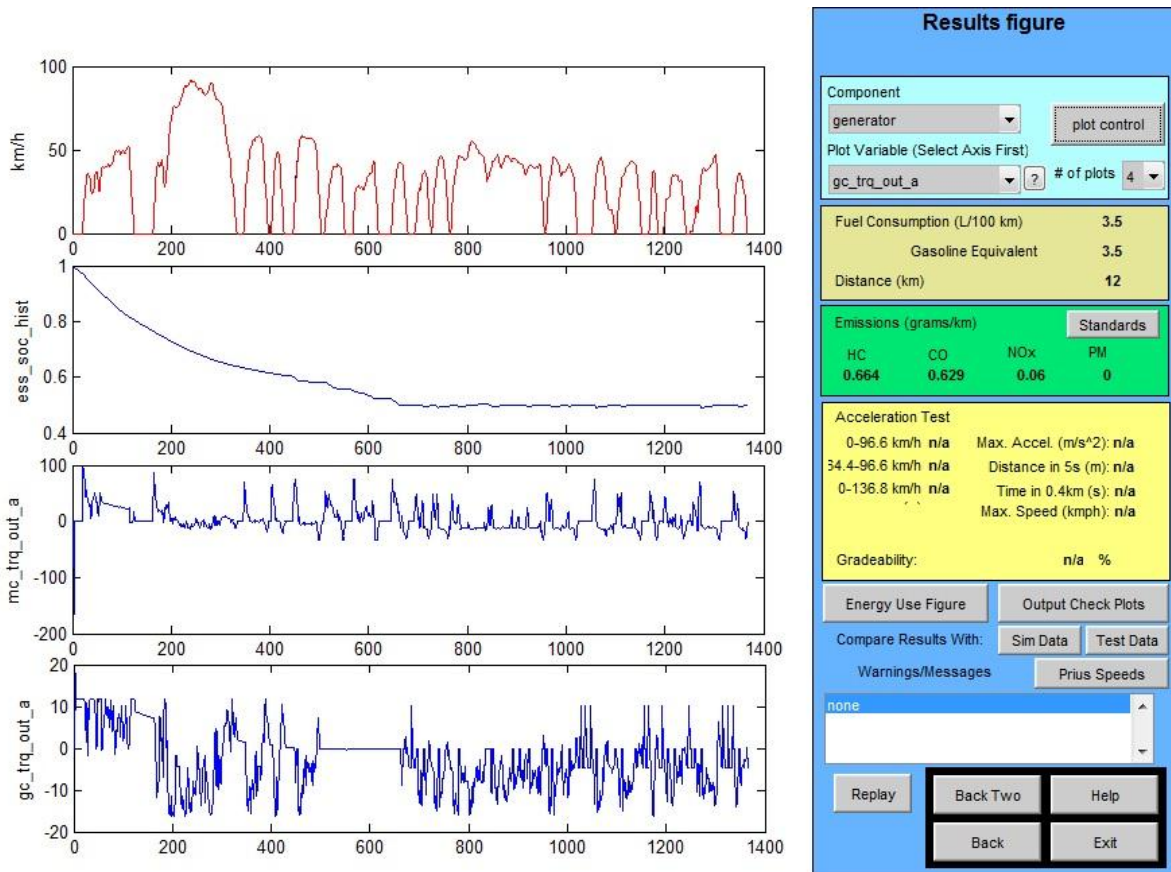 Results figure
100
50
0
km/h
0 200 400 600 800 1000 1200 1400
1
0.8
0.6
0.4
ess_soc_hist
0 200 400 600 800 1000 1200 1400
100
0
-100
-200
mc_trq_out_a
0 200 400 600 800 1000 1200 1400
20
10
0
-10
-20
gc_trq_out_a
0 200 400 600 800 1000 1200 1400
Component
generator
plot control
Plot Variable (Select Axis First)
gc_trq_out_a ? # of plots 4
Fuel Consumption (L/100 km) 3.5
Gasoline Equivalent 3.5
Distance (km) 12
Emissions (grams/km) Standards
HC CO NOx PM
0.664 0.629 0.06 0
Acceleration Test
0-96.6 km/h n/a Max. Accel. (m/s^2): n/a
64.4-96.6 km/h n/a Distance in 5s (m): n/a
0-136.8 km/h n/a Time in 0.4km (s): n/a
Max. Speed (kmph): n/a
Gradeability: n/a %
Energy Use Figure Output Check Plots
Compare Results With: Sim Data Test Data
Warnings/Messages Prius Speeds
none
Replay Back Two Help
Back Exit